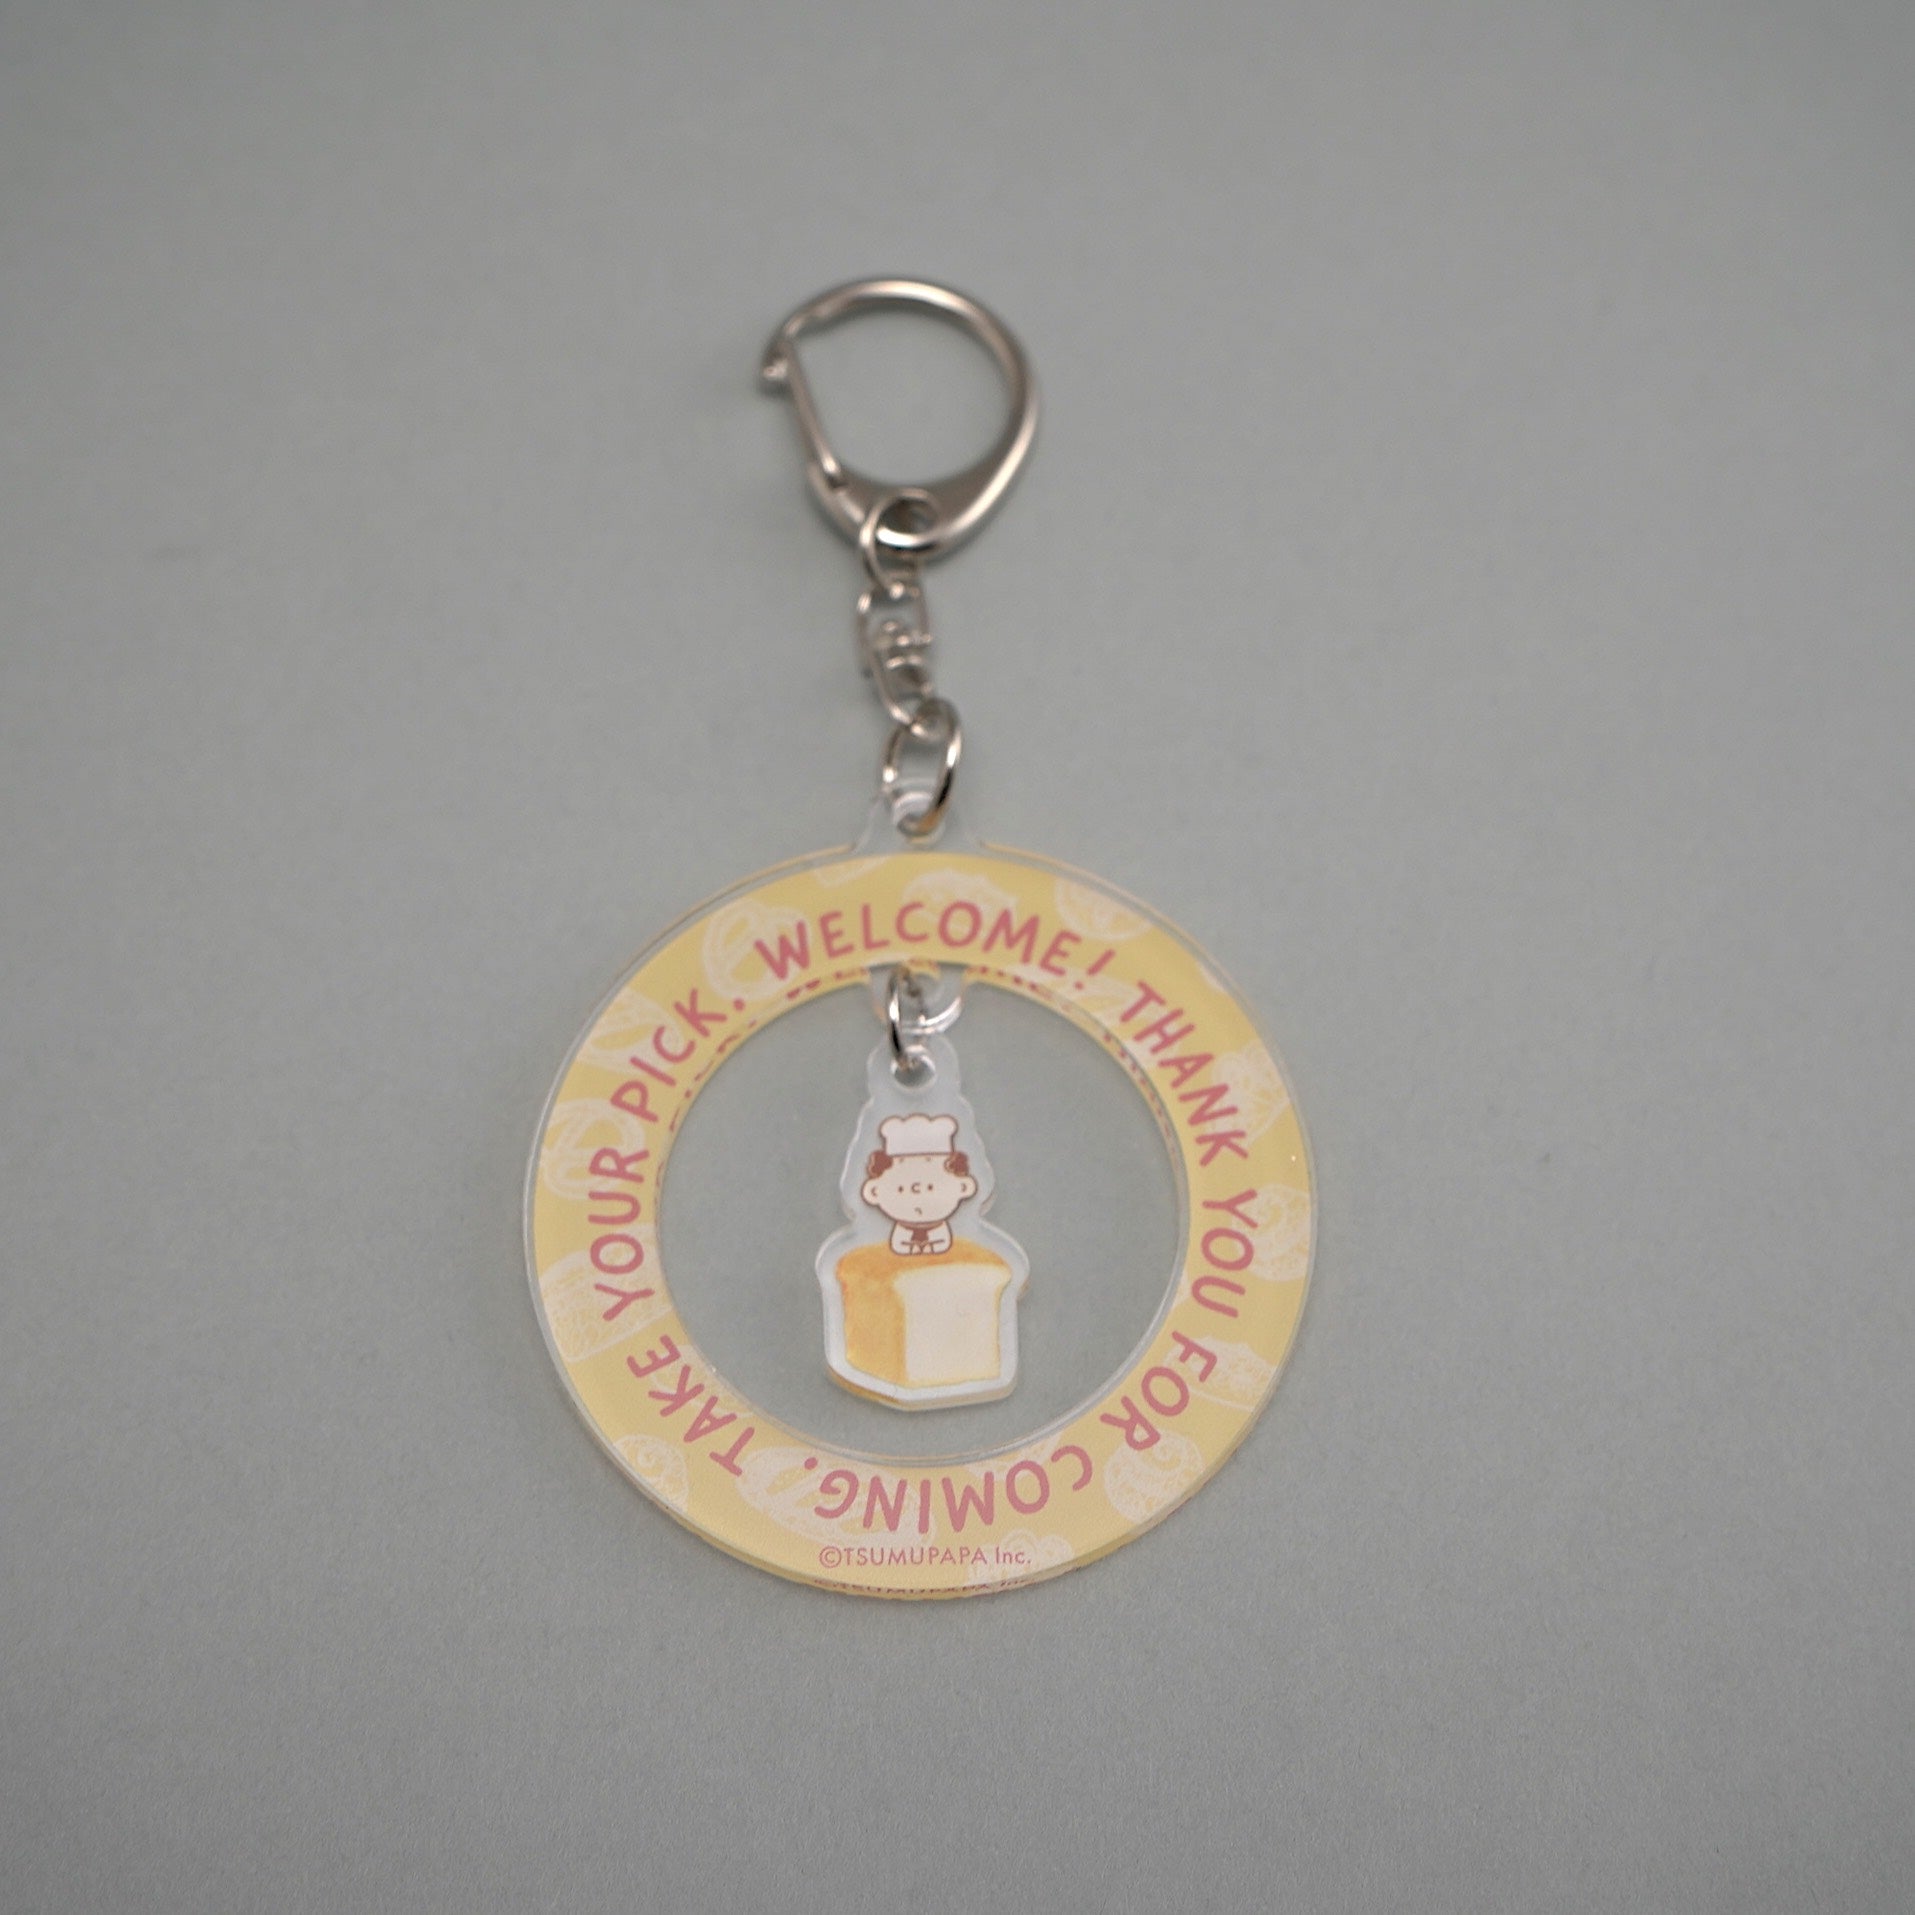 WELCOME! THANK YOU FOR COMING. TAKE YOUR PICK.
©TSUMUPAPA Inc.